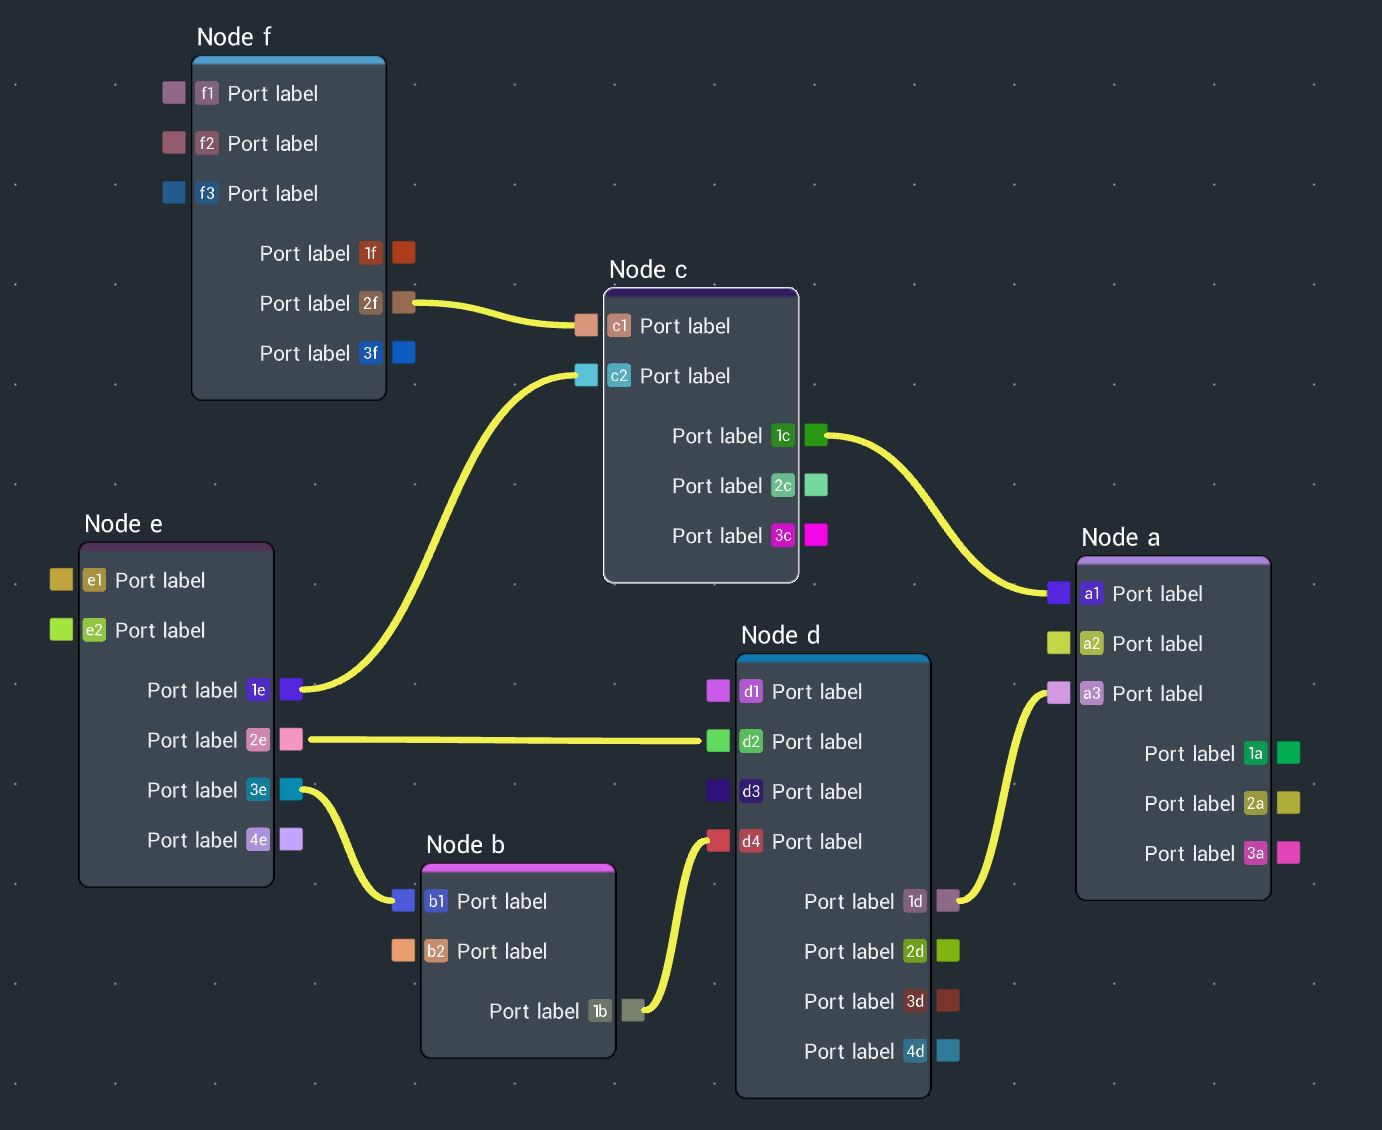 Node f
f1 Port label
f2 Port label
f3 Port label
Port label 1f
Port label 2f
Port label 3f
Node c
c1 Port label
c2 Port label
Port label 1c
Port label 2c
Port label 3c
Node e
e1 Port label
e2 Port label
Port label 1e
Port label 2e
Port label 3e
Port label 4e
Node b
b1 Port label
b2 Port label
Port label 1b
Node d
d1 Port label
d2 Port label
d3 Port label
d4 Port label
Port label 1d
Port label 2d
Port label 3d
Port label 4d
Node a
a1 Port label
a2 Port label
a3 Port label
Port label 1a
Port label 2a
Port label 3a